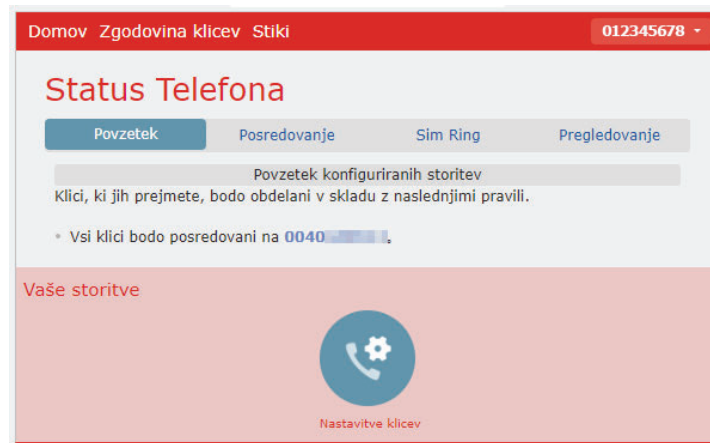 Domov Zgodovina klicev Stiki 012345678
Status Telefona
Povzetek Posredovanje Sim Ring Pregledovanje
Povzetek konfiguriranih storitev
Klici, ki jih prejmete, bodo obdelani v skladu z naslednjimi pravili.
Vsi klici bodo posredovani na
Vaše storitve
Nastavitve klicev